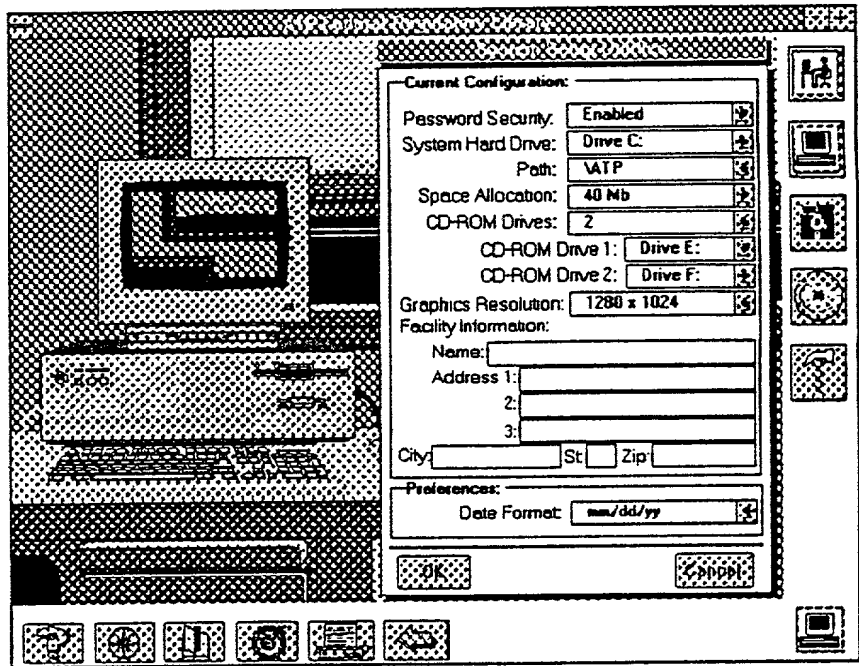 Current Configuration:
Password Security: Enabled
System Hard Drive: Drive C:
Path: \ATP
Space Allocation: 40 Mb
CD-ROM Drives: 2
CD-ROM Drive 1: Drive E:
CD-ROM Drive 2: Drive F:
Graphics Resolution: 1280 x 1024
Facility Information:
Name:
Address 1:
2:
3:
City: St: Zip:
Preferences:
Date Format: mm/dd/yy
OK Cancel